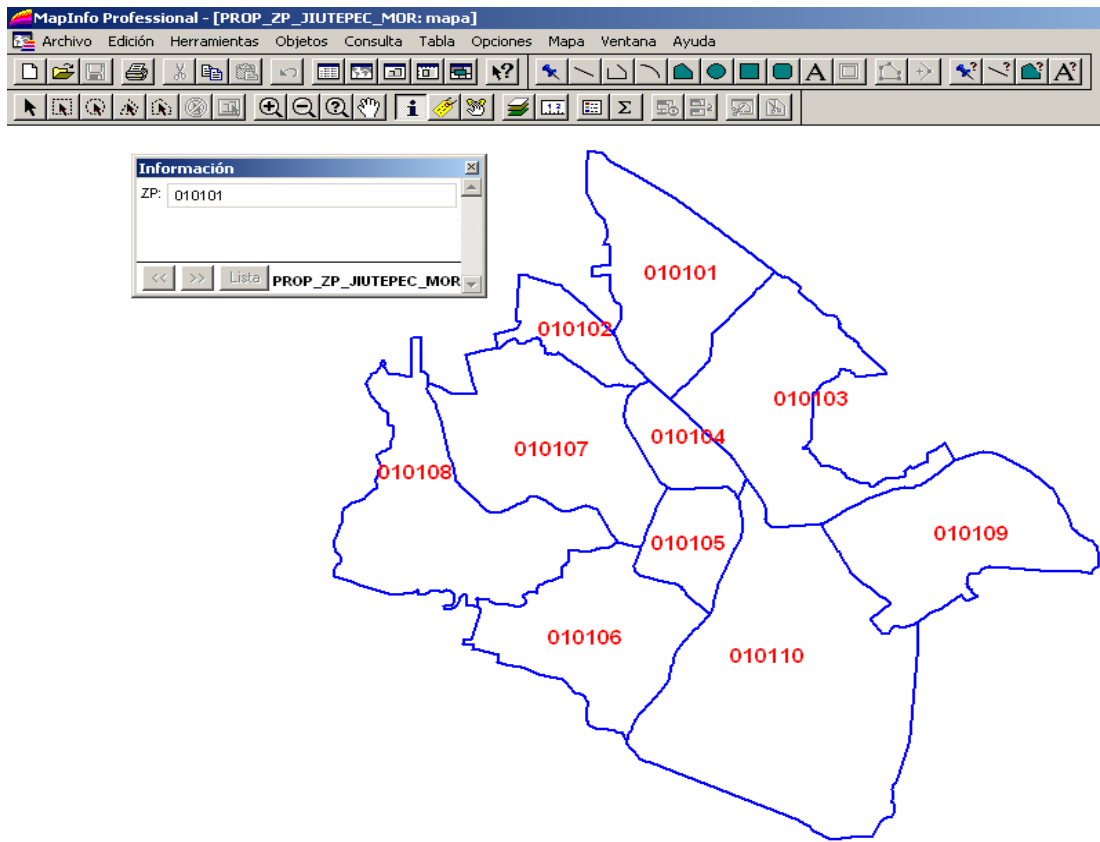 MapInfo Professional - [PROP_ZP_JIUTEPEC_MOR: mapa]
Archivo Edición Herramientas Objetos Consulta Tabla Opciones Mapa Ventana Ayuda
Información
ZP: 010101
<< >> Lista PROP_ZP_JIUTEPEC_MOR
010101
010102
010103
010104
010107
010108
010109
010105
010106
010110